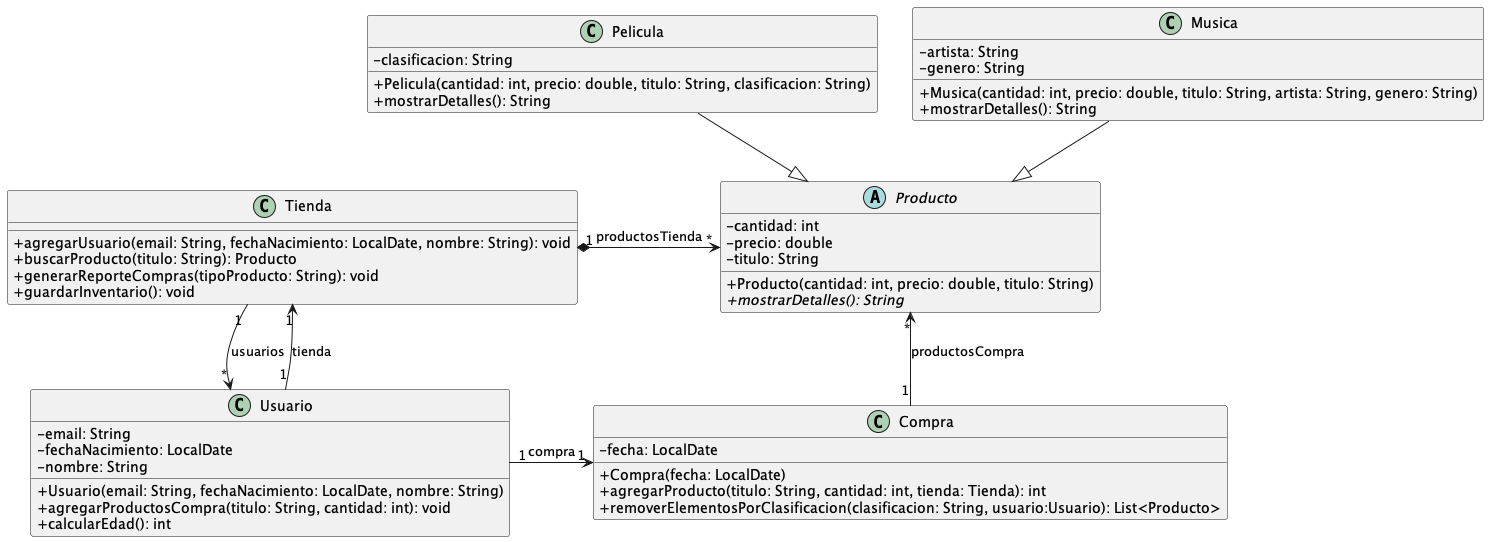 C Pelicula
-clasificacion: String
+Pelicula(cantidad: int, precio: double, titulo: String, clasificacion: String)
+mostrarDetalles(): String
C Musica
-artista: String
-genero: String
+Musica(cantidad: int, precio: double, titulo: String, artista: String, genero: String)
+mostrarDetalles(): String
C Tienda
+agregarUsuario(email: String, fechaNacimiento: LocalDate, nombre: String): void
+buscarProducto(titulo: String): Producto
+generarReporteCompras(tipoProducto: String): void
+guardarInventario(): void
1 productosTienda *
A Producto
-cantidad: int
-precio: double
-titulo: String
+Producto(cantidad: int, precio: double, titulo: String)
+mostrarDetalles(): String
1
usuarios
*
1
tienda
1
*
productosCompra
1
C Usuario
-email: String
-fechaNacimiento: LocalDate
-nombre: String
+Usuario(email: String, fechaNacimiento: LocalDate, nombre: String)
+agregarProductosCompra(titulo: String, cantidad: int): void
+calcularEdad(): int
1 compra 1
C Compra
-fecha: LocalDate
+Compra(fecha: LocalDate)
+agregarProducto(titulo: String, cantidad: int, tienda: Tienda): int
+removerElementosPorClasificacion(clasificacion: String, usuario:Usuario): List<Producto>